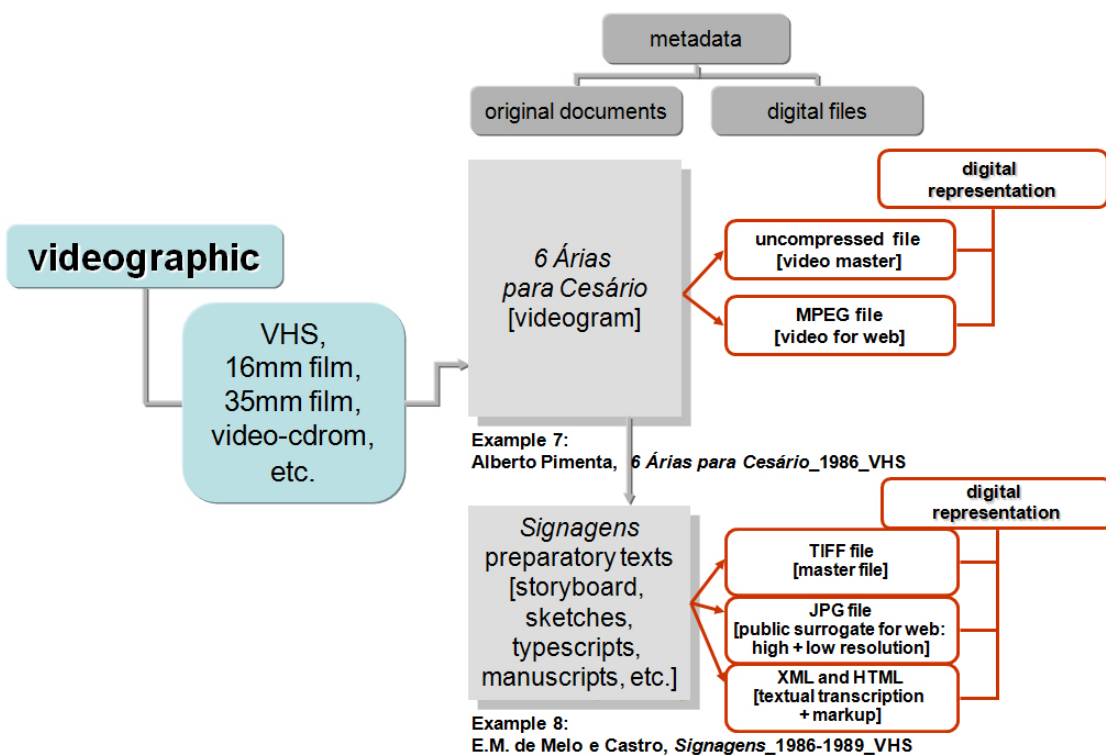 metadata
original documents
digital files
videographic
VHS,
16mm film,
35mm film,
video-cdrom,
etc.
6 Árias
para Cesário
[videogram]
digital
representation
uncompressed file
[video master]
MPEG file
[video for web]
Example 7:
Alberto Pimenta, 6 Árias para Cesário_1986_VHS
Signagens
preparatory texts
[storyboard,
sketches,
typescripts,
manuscripts, etc.]
digital
representation
TIFF file
[master file]
JPG file
[public surrogate for web:
high + low resolution]
XML and HTML
[textual transcription
+ markup]
Example 8:
E.M. de Melo e Castro, Signagens_1986-1989_VHS